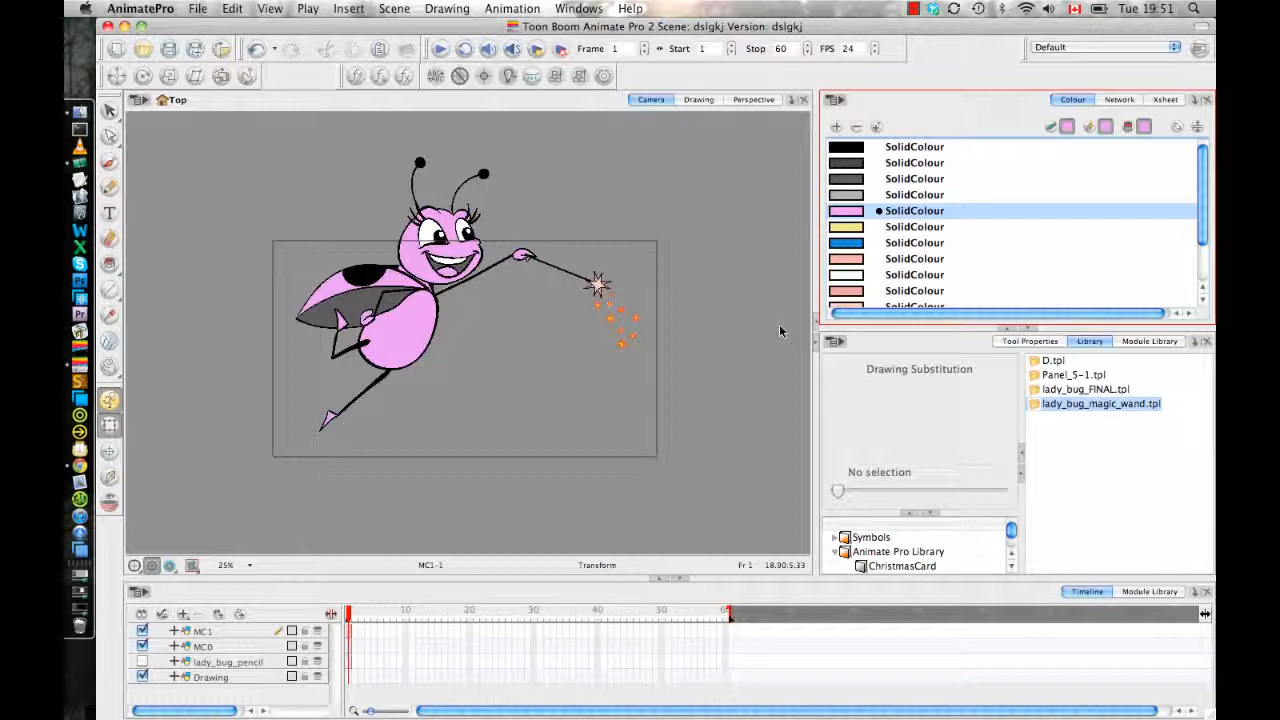 AnimatePro File Edit View Play Insert Scene Drawing Animation Windows Help Tue 19:51
Toon Boom Animate Pro 2 Scene: dslgkj Version: dslgkj
Frame 1 Start 1 Stop 60 FPS 24 Default
Top Camera Drawing Perspective Colour Network Xsheet
SolidColour
SolidColour
SolidColour
SolidColour
SolidColour
SolidColour
SolidColour
SolidColour
SolidColour
SolidColour
Tool Properties Library Module Library
Drawing Substitution
D.tpl
Panel_5-1.tpl
lady_bug_FINAL.tpl
lady_bug_magic_wand.tpl
No selection
Symbols
Animate Pro Library
ChristmasCard
25% MC1-1 Transform Fr 1 18.00:5.33
Timeline Module Library
10 20 30 40 50
MC1
MC0
lady_bug_pencil
Drawing